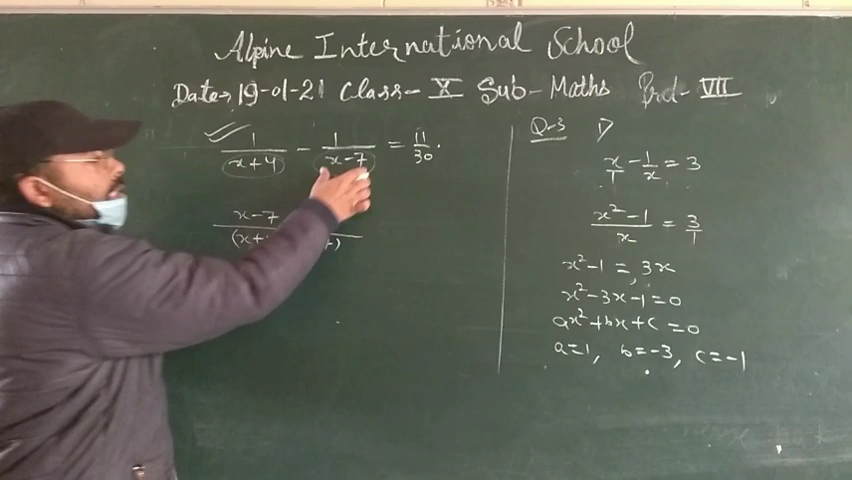 Alpine International School
Date→ 19-01-21 Class- X Sub- Maths Prd- VII
1/(x+4) - 1/(x-7) = 11/30.
x-7
(x+
Q-3 1)
x/1 - 1/x = 3
(x²-1)/x = 3/1
x²-1 = 3x
x²-3x-1=0
ax²+bx+c=0
a=1, b=-3, c=-1